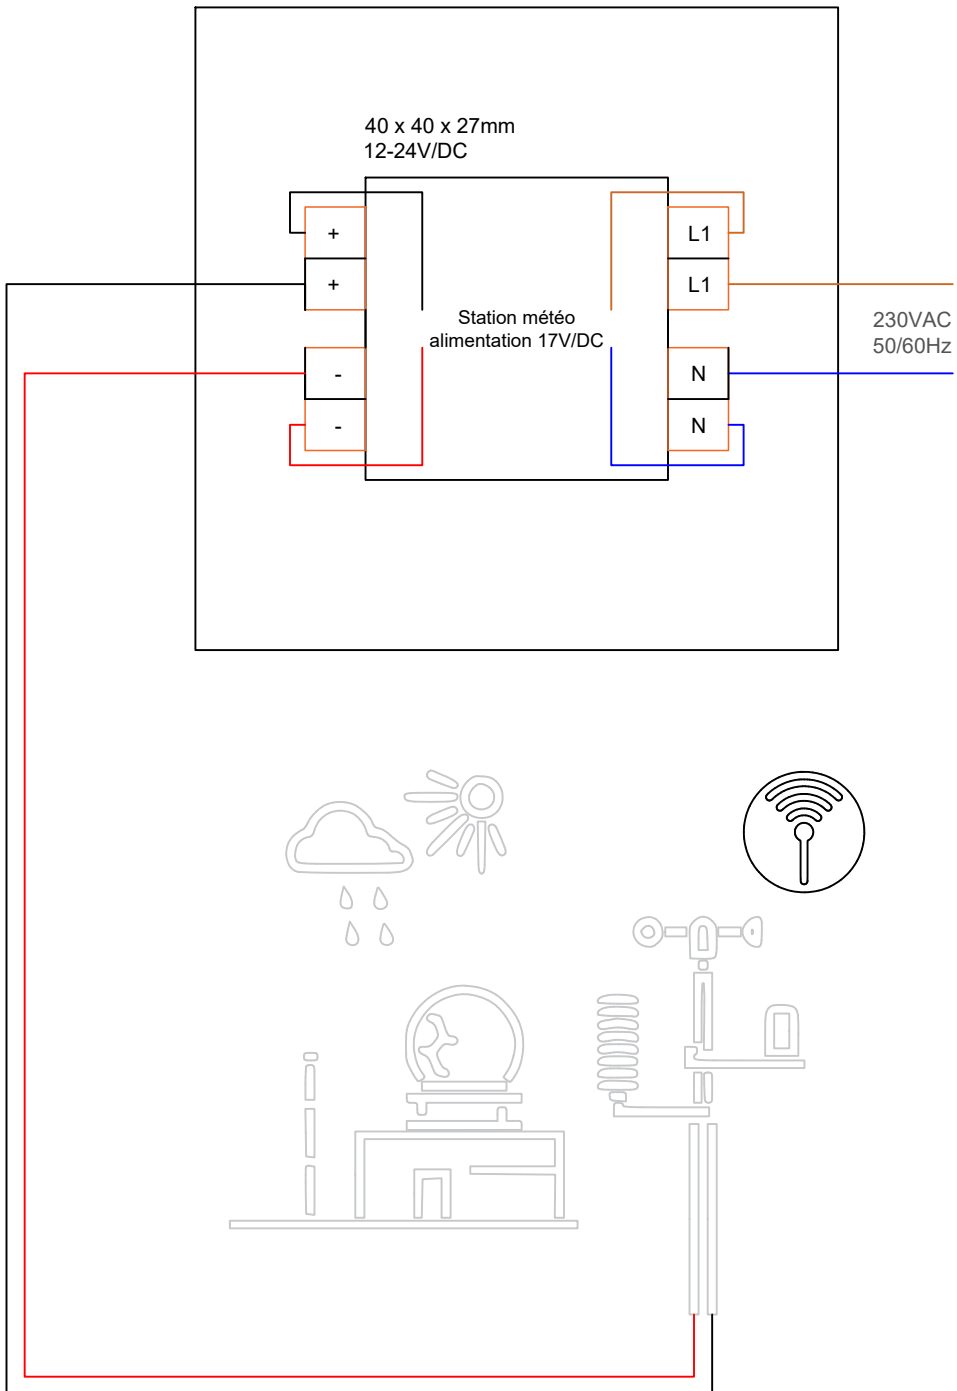 40 x 40 x 27mm
12-24V/DC
+
L1
+
L1
Station météo
alimentation 17V/DC
230VAC
50/60Hz
-
N
-
N